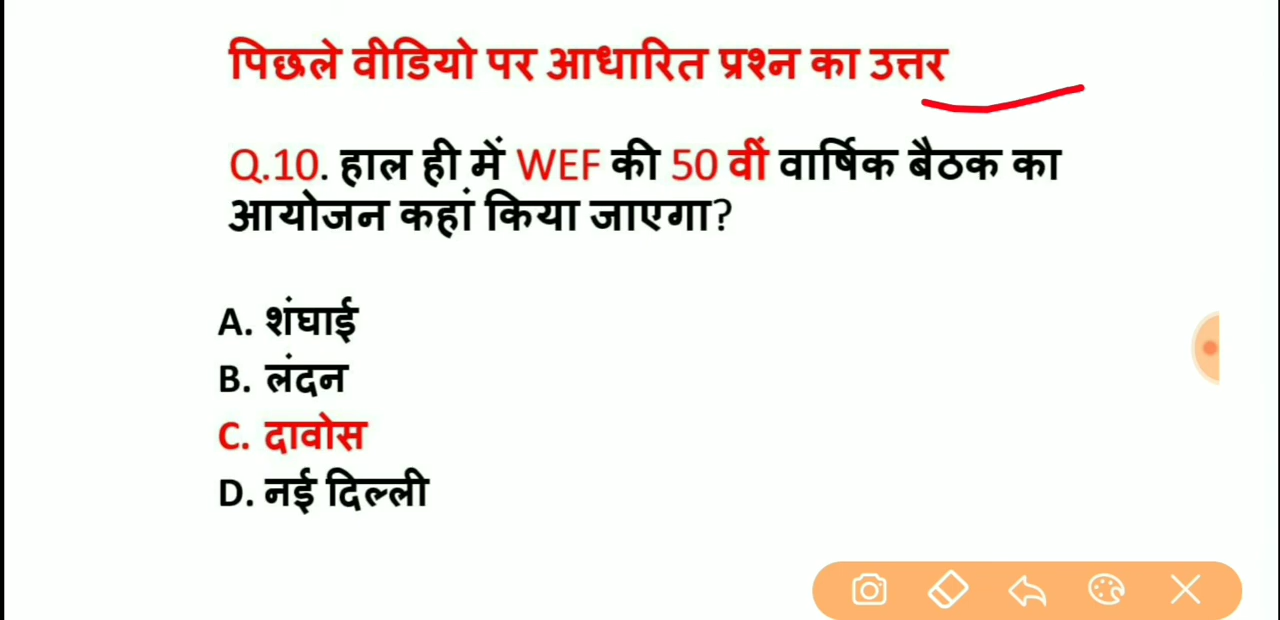 पिछले वीडियो पर आधारित प्रश्न का उत्तर
Q.10. हाल ही में WEF की 50 वीं वार्षिक बैठक का
आयोजन कहां किया जाएगा?
A. शंघाई
B. लंदन
C. दावोस
D. नई दिल्ली